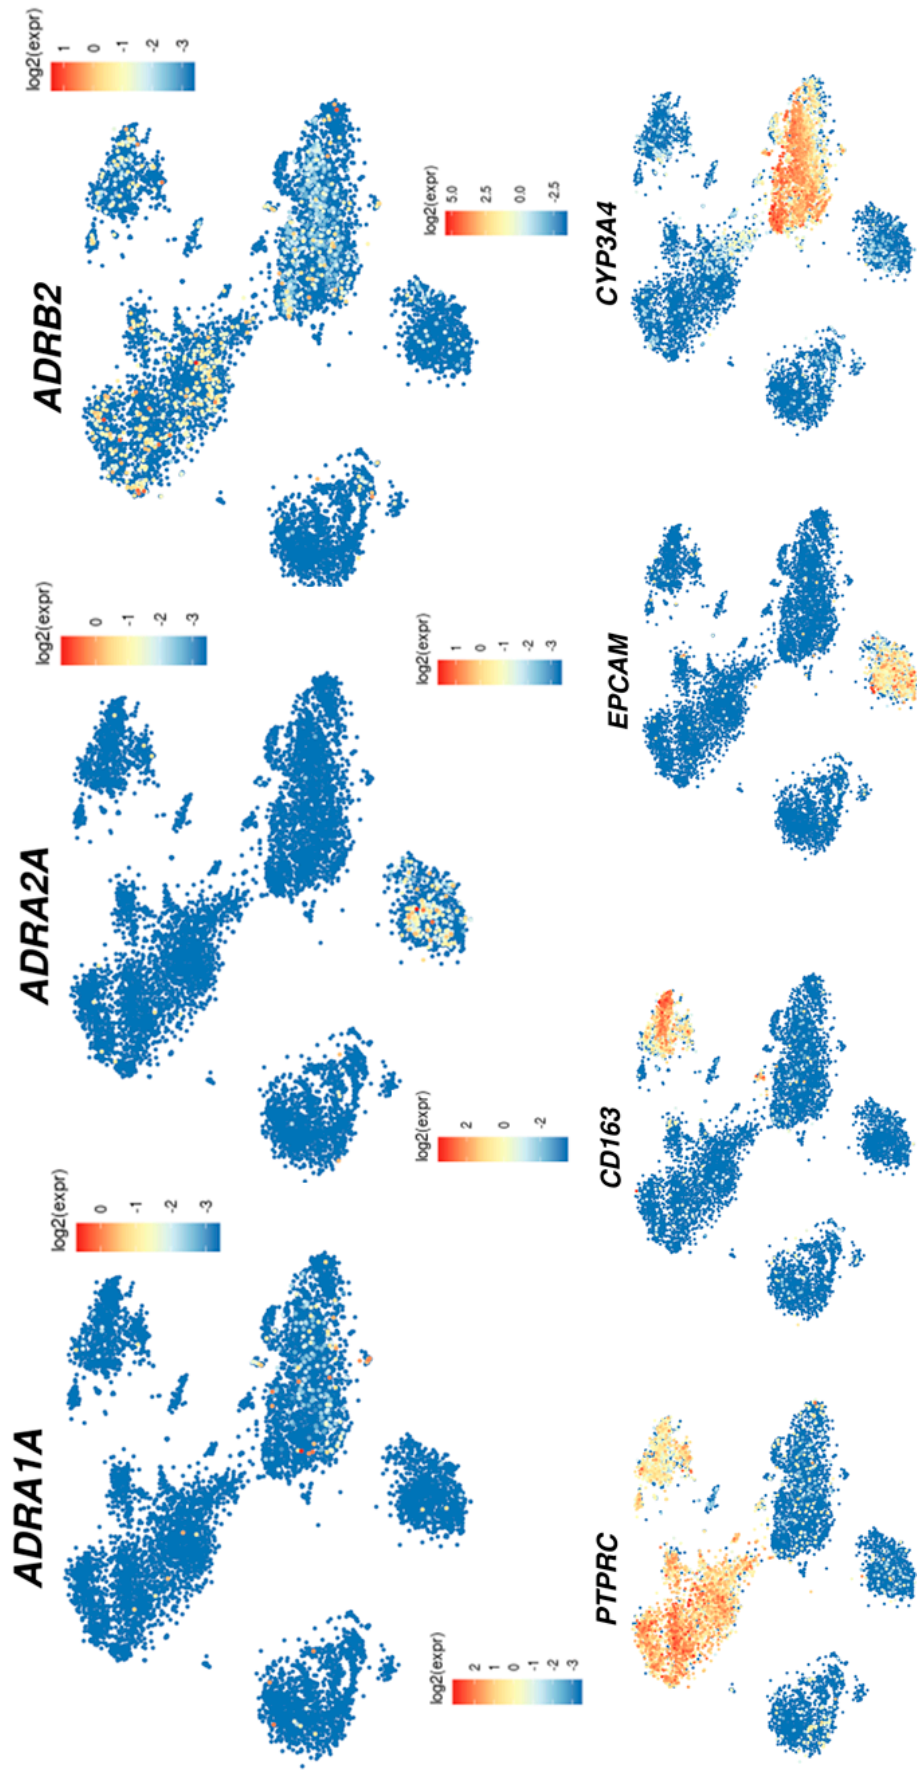 ADRA1A
log2(expr)
0
-1
-2
-3
ADRA2A
log2(expr)
0
-1
-2
-3
ADRB2
log2(expr)
1
0
-1
-2
-3
PTPRC
log2(expr)
2
1
0
-1
-2
-3
CD163
log2(expr)
2
0
-2
EPCAM
log2(expr)
1
0
-1
-2
-3
CYP3A4
log2(expr)
5.0
2.5
0.0
-2.5